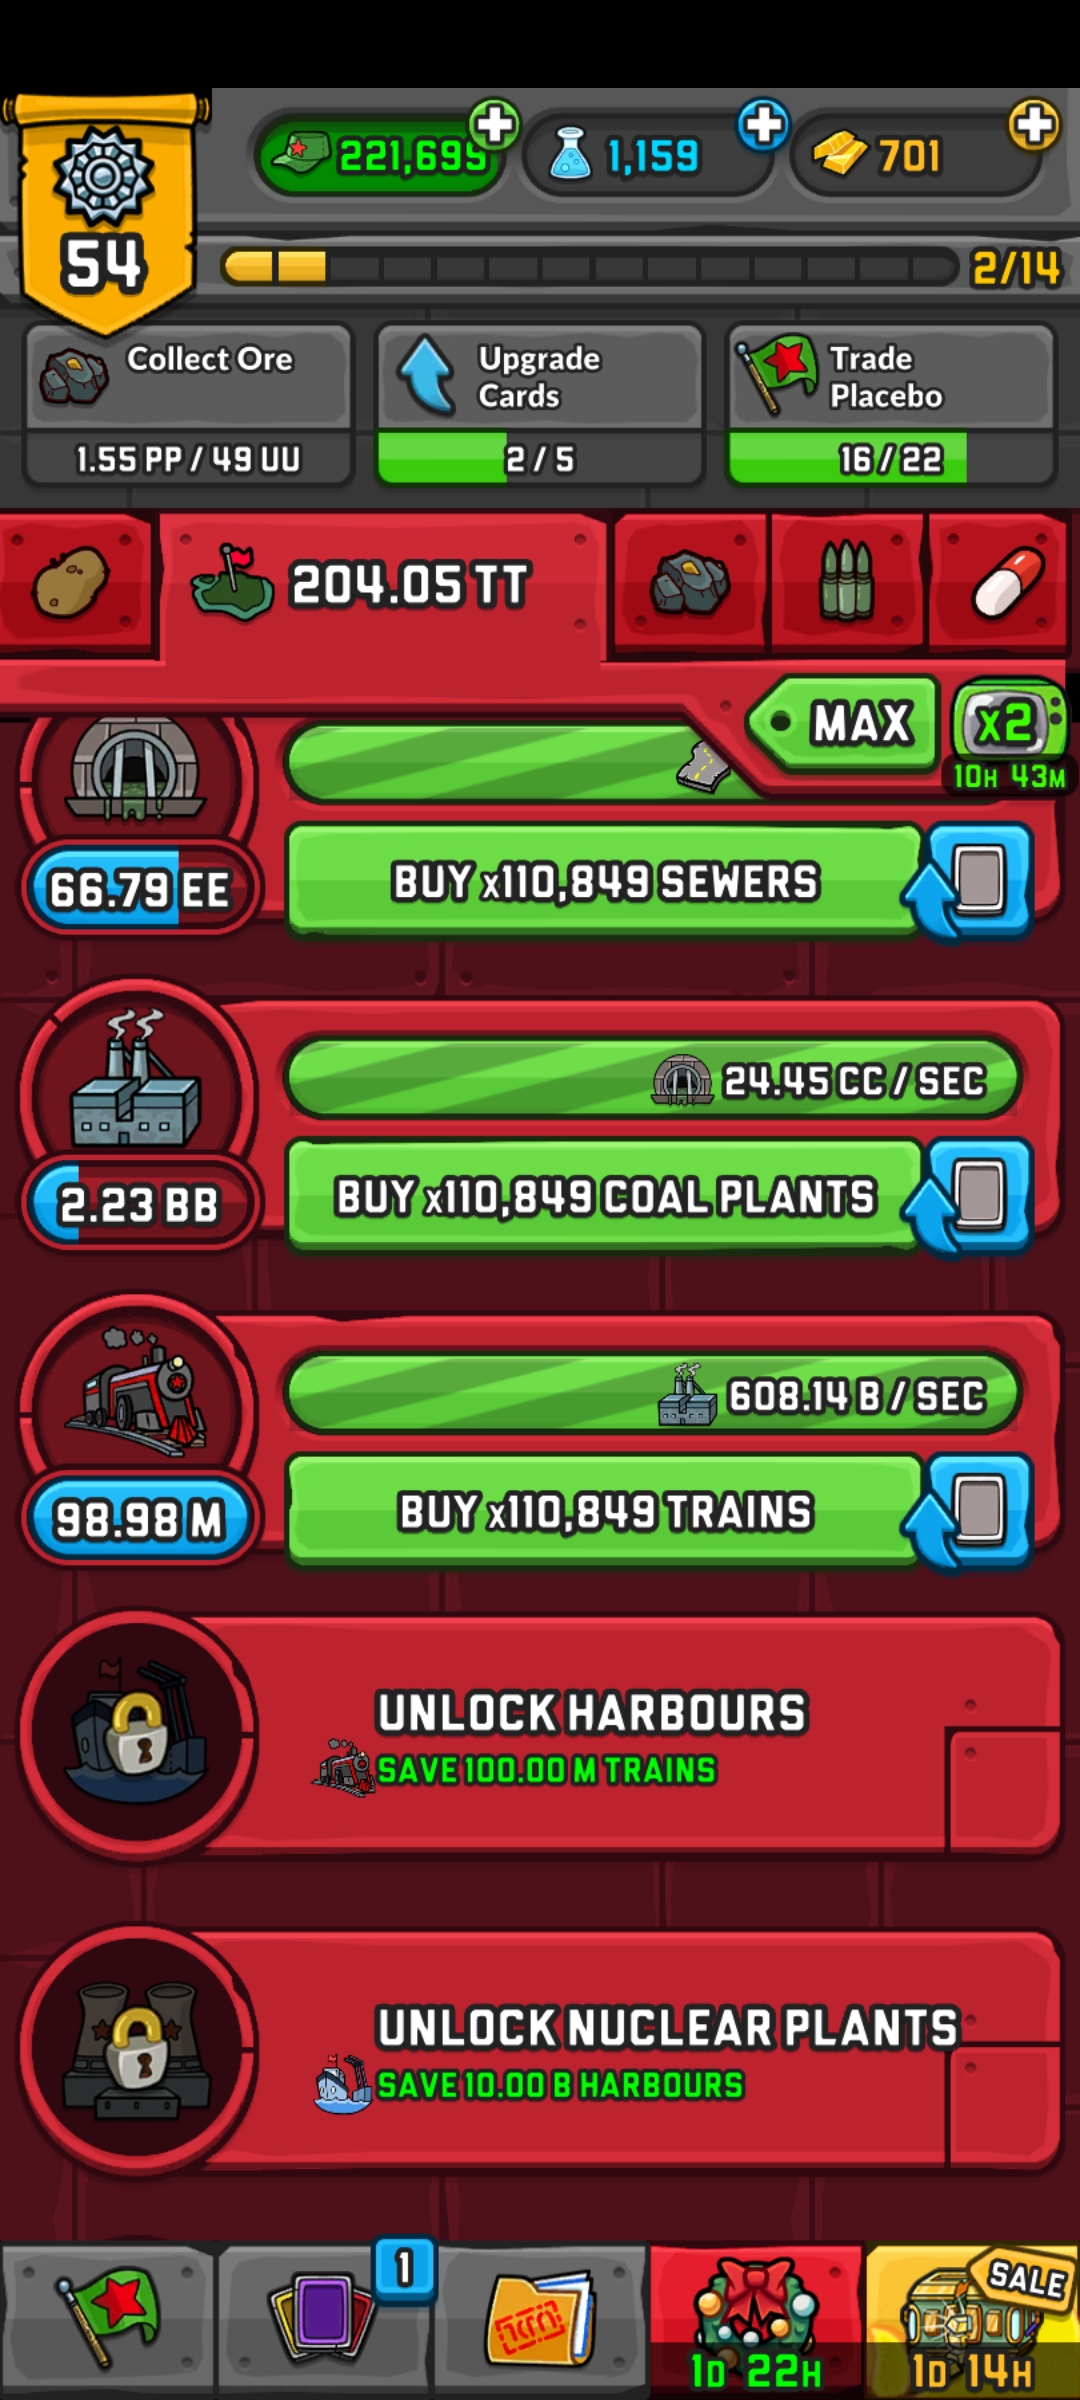 221,699
1,159
701
54
2/14
Collect Ore
Upgrade
Cards
Trade
Placebo
1.55 PP / 49 UU
2 / 5
16 / 22
204.05 TT
MAX
x2
10H 43M
66.79 EE
BUY x110,849 SEWERS
24.45 CC / SEC
2.23 BB
BUY x110,849 COAL PLANTS
608.14 B / SEC
98.98 M
BUY x110,849 TRAINS
UNLOCK HARBOURS
SAVE 100.00 M TRAINS
UNLOCK NUCLEAR PLANTS
SAVE 10.00 B HARBOURS
1
SALE
1D 22H
1D 14H